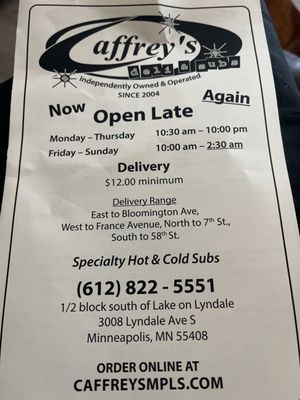 Caffrey's
deli & subs
Independently Owned & Operated
SINCE 2004
Now Open Late Again
Monday – Thursday 10:30 am – 10:00 pm
Friday – Sunday 10:00 am – 2:30 am
Delivery
$12.00 minimum
Delivery Range
East to Bloomington Ave,
West to France Avenue, North to 7th St.,
South to 58th St.
Specialty Hot & Cold Subs
(612) 822 - 5551
1/2 block south of Lake on Lyndale
3008 Lyndale Ave S
Minneapolis, MN 55408
ORDER ONLINE AT
CAFFREYSMPLS.COM